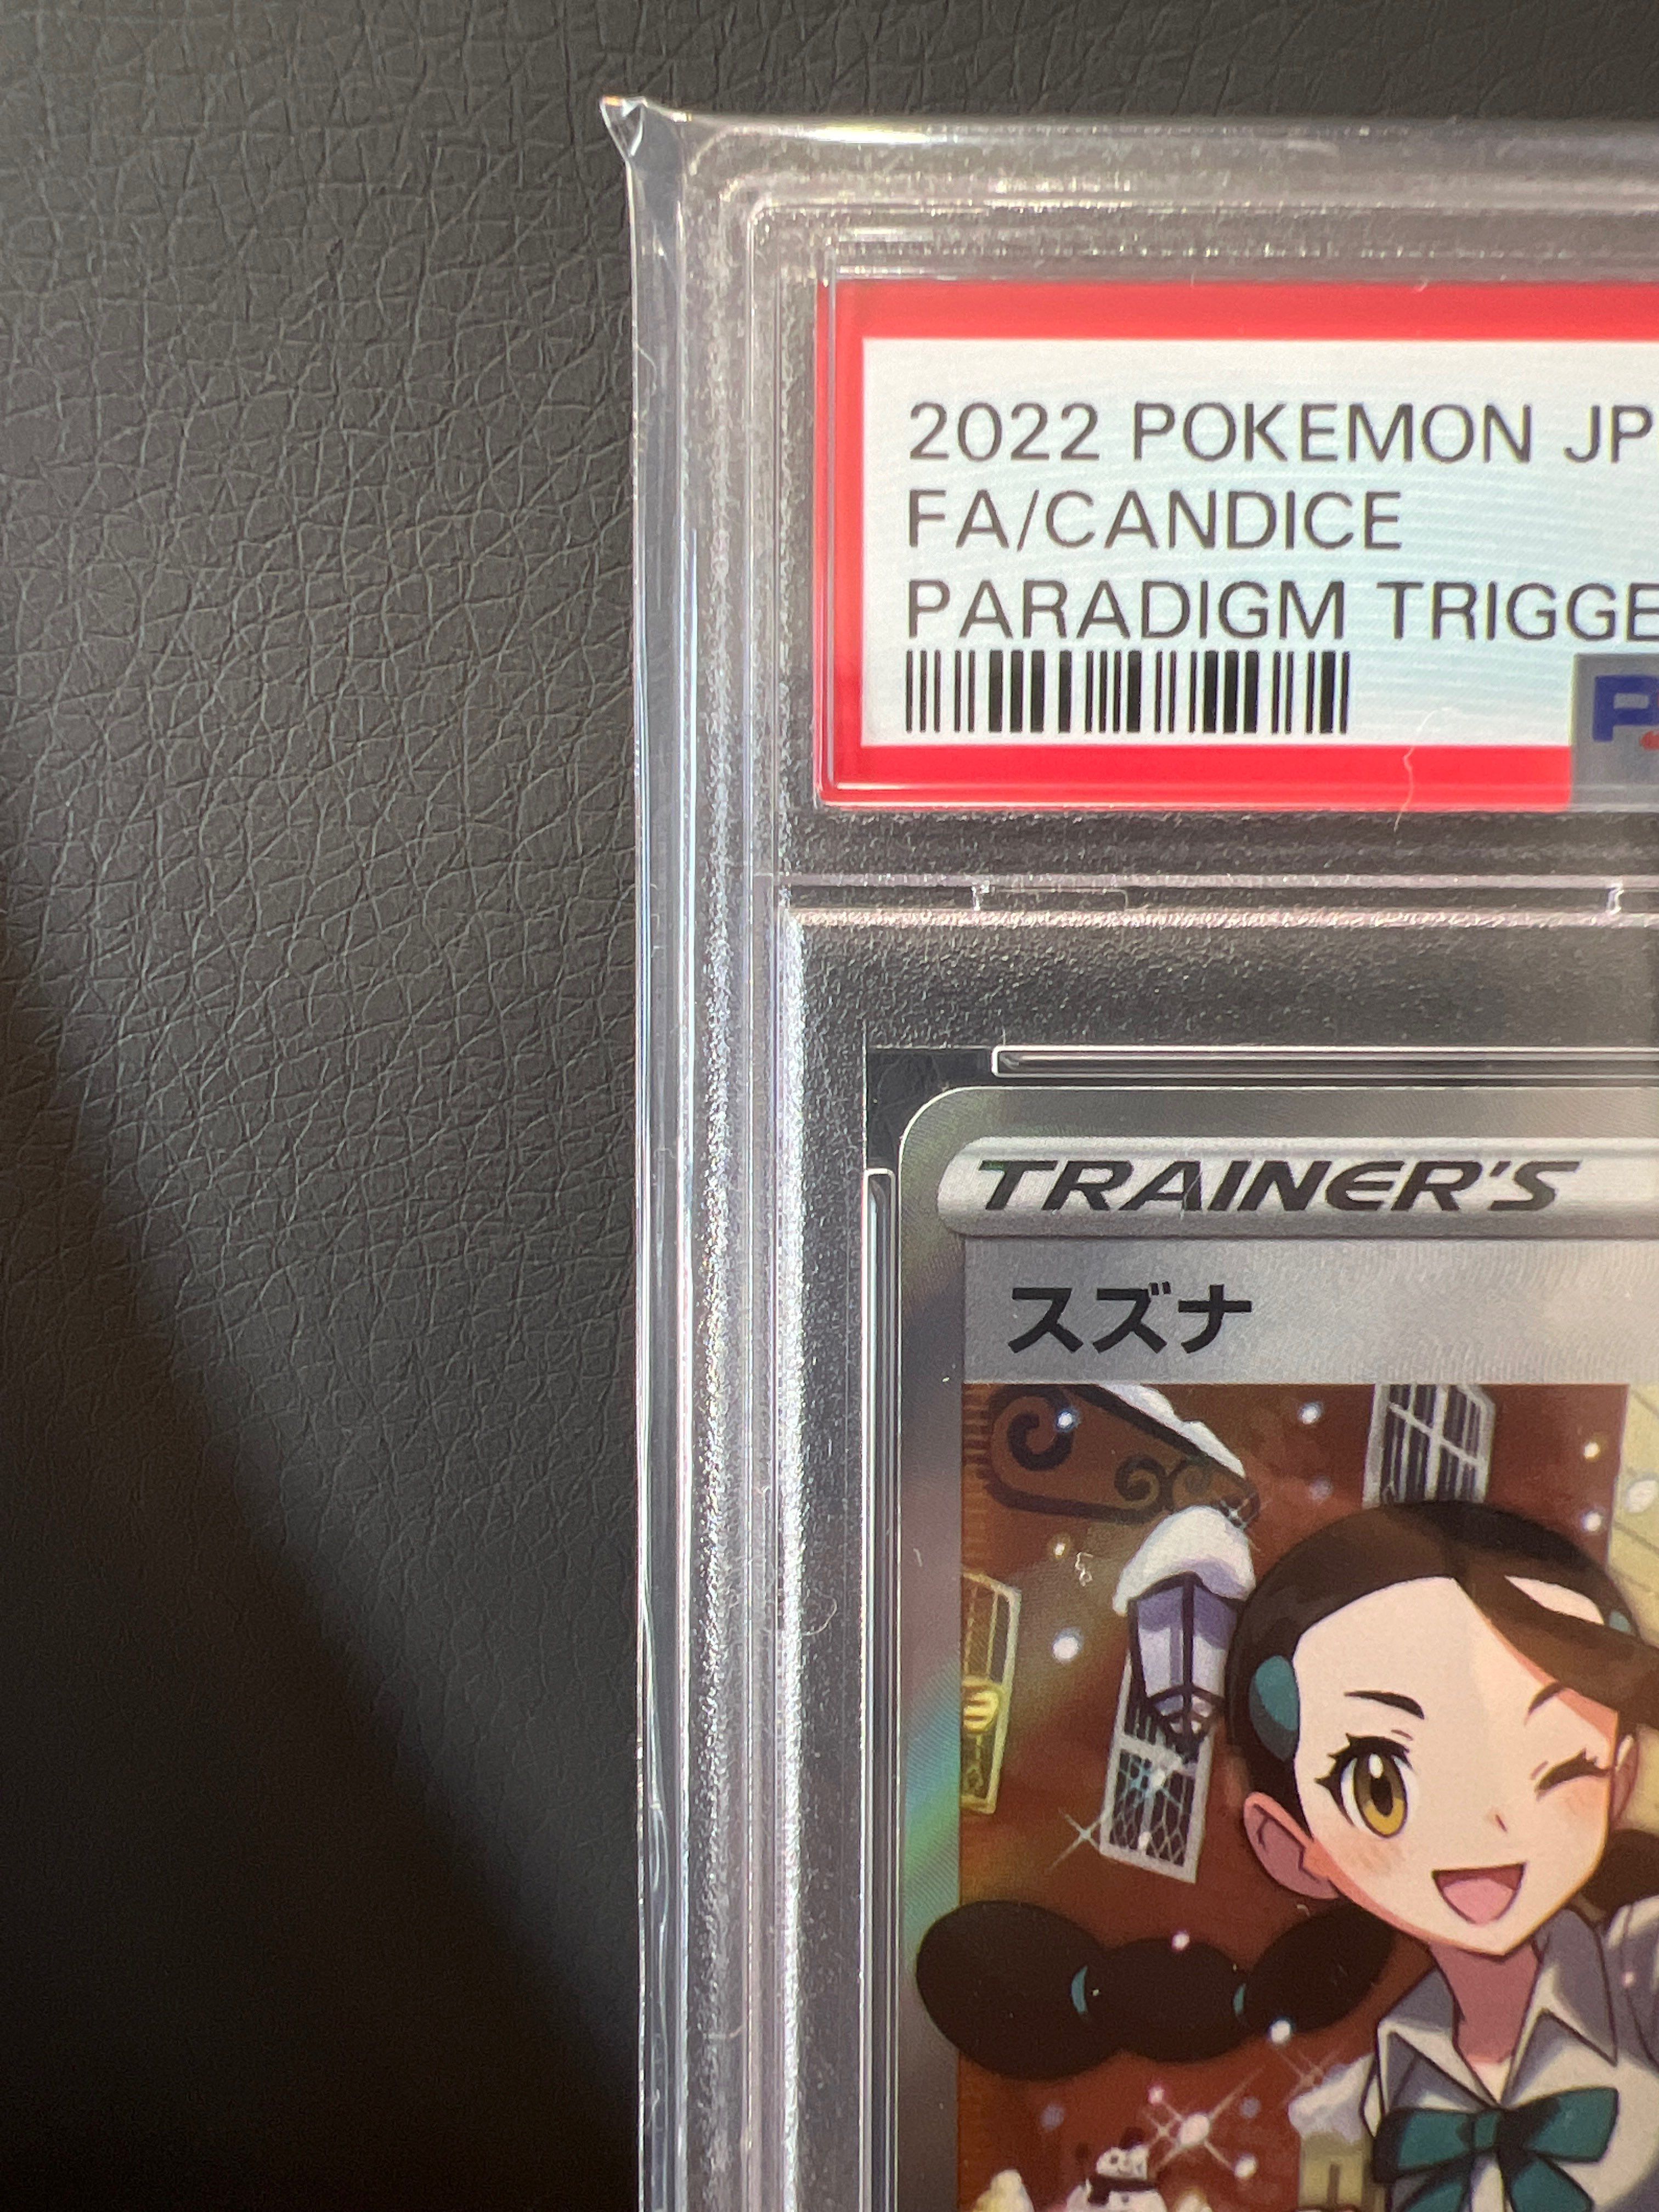 2022 POKEMON JP
FA/CANDICE
PARADIGM TRIGGE
TRAINER'S
スズナ